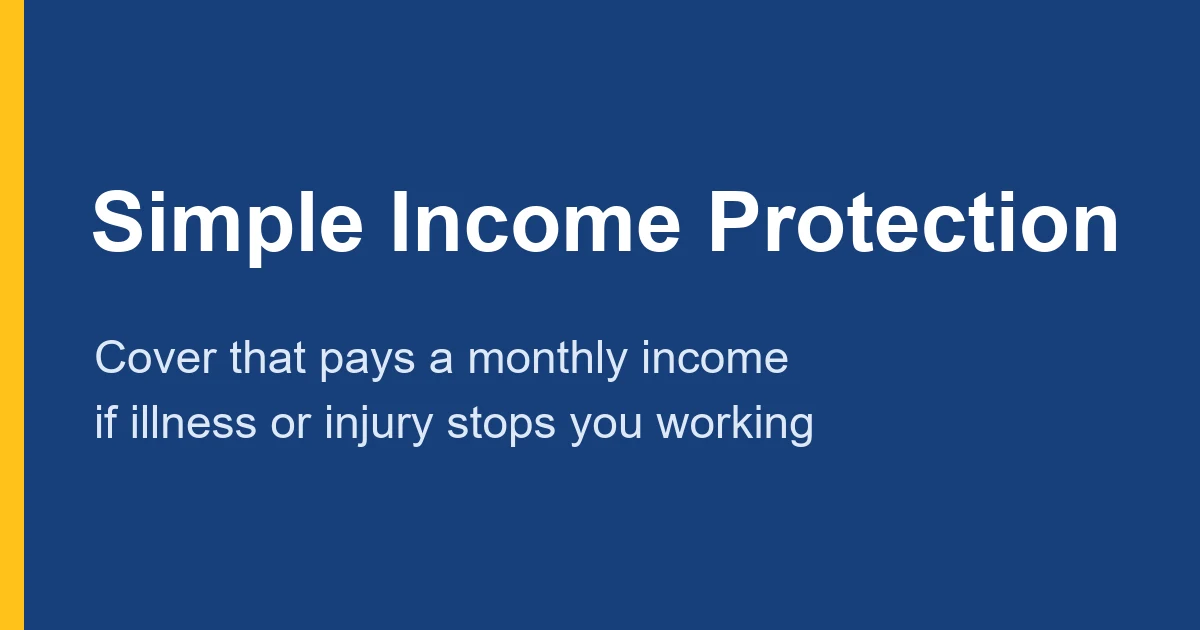 Simple Income Protection
Cover that pays a monthly income
if illness or injury stops you working